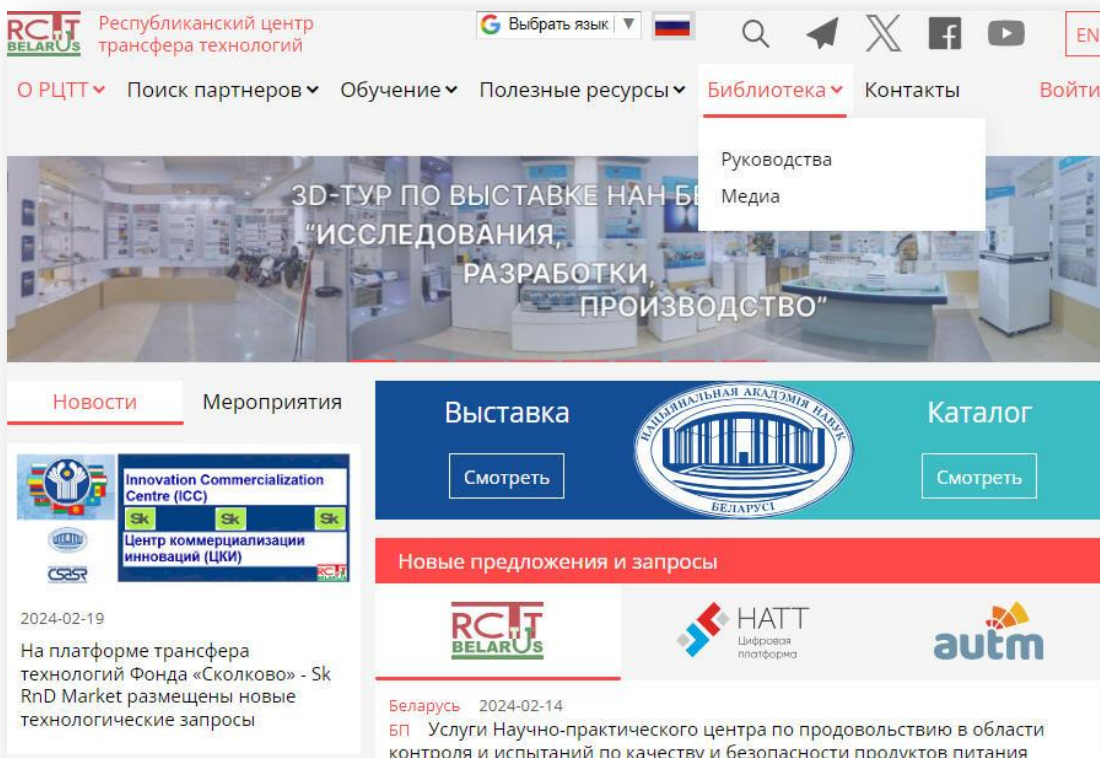 RCTT
BELARUS
Республиканский центр
трансфера технологий
Выбрать язык
EN
О РЦТТ
Поиск партнеров
Обучение
Полезные ресурсы
Библиотека
Контакты
Войти
Руководства
Медиа
3D-ТУР ПО ВЫСТАВКЕ НАН БЕ
"ИССЛЕДОВАНИЯ,
РАЗРАБОТКИ,
ПРОИЗВОДСТВО"
Новости
Мероприятия
Innovation Commercialization
Centre (ICC)
Sk Sk Sk
Центр коммерциализации
инноваций (ЦКИ)
CSASR
RCTT
2024-02-19
На платформе трансфера
технологий Фонда «Сколково» - Sk
RnD Market размещены новые
технологические запросы
Выставка
Смотреть
НАЦЫЯНАЛЬНАЯ АКАДЭМІЯ НАВУК
БЕЛАРУСІ
Каталог
Смотреть
Новые предложения и запросы
RCTT
BELARUS
НАТТ
Цифровая
платформа
autm
Беларусь 2024-02-14
БП Услуги Научно-практического центра по продовольствию в области
контроля и испытаний по качеству и безопасности продуктов питания